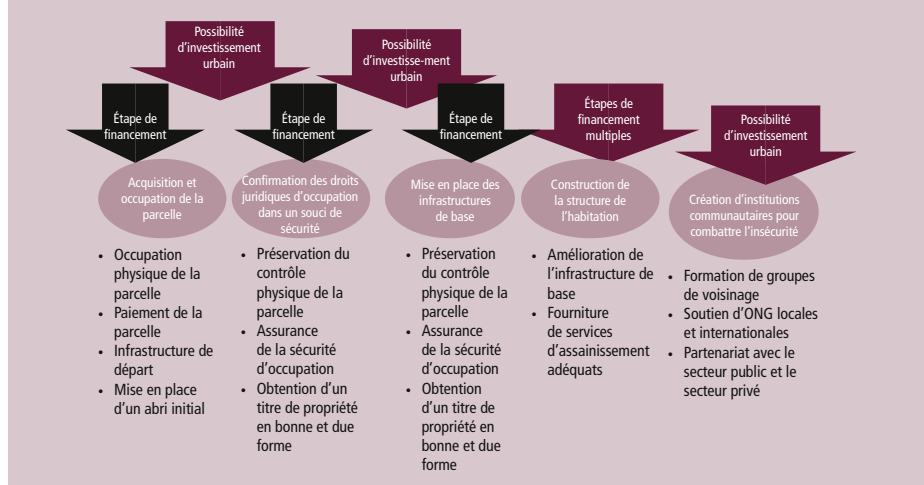 Possibilité
d'investissement
urbain
Possibilité
d'investisse-ment
urbain
Étape de
financement
Étape de
financement
Étape de
financement
Étapes de
financement
multiples
Possibilité
d'investissement
urbain
Acquisition et
occupation de la
parcelle
Confirmation des droits
juridiques d'occupation
dans un souci de
sécurité
Mise en place des
infrastructures
de base
Construction de
la structure de
l'habitation
Création d'institutions
communautaires pour
combattre l'insécurité
• Occupation
physique de la
parcelle
• Paiement de la
parcelle
• Infrastructure de
départ
• Mise en place
d'un abri initial
• Préservation du
contrôle
physique de la
parcelle
• Assurance
de la sécurité
d'occupation
• Obtention d'un
titre de propriété
en bonne et due
forme
• Préservation
du contrôle
physique de la
parcelle
• Assurance
de la sécurité
d'occupation
• Obtention
d'un titre de
propriété en
bonne et due
forme
• Amélioration de
l'infrastructure de
base
• Fourniture
de services
d'assainissement
adéquats
• Formation de groupes
de voisinage
• Soutien d'ONG locales
et internationales
• Partenariat avec le
secteur public et le
secteur privé